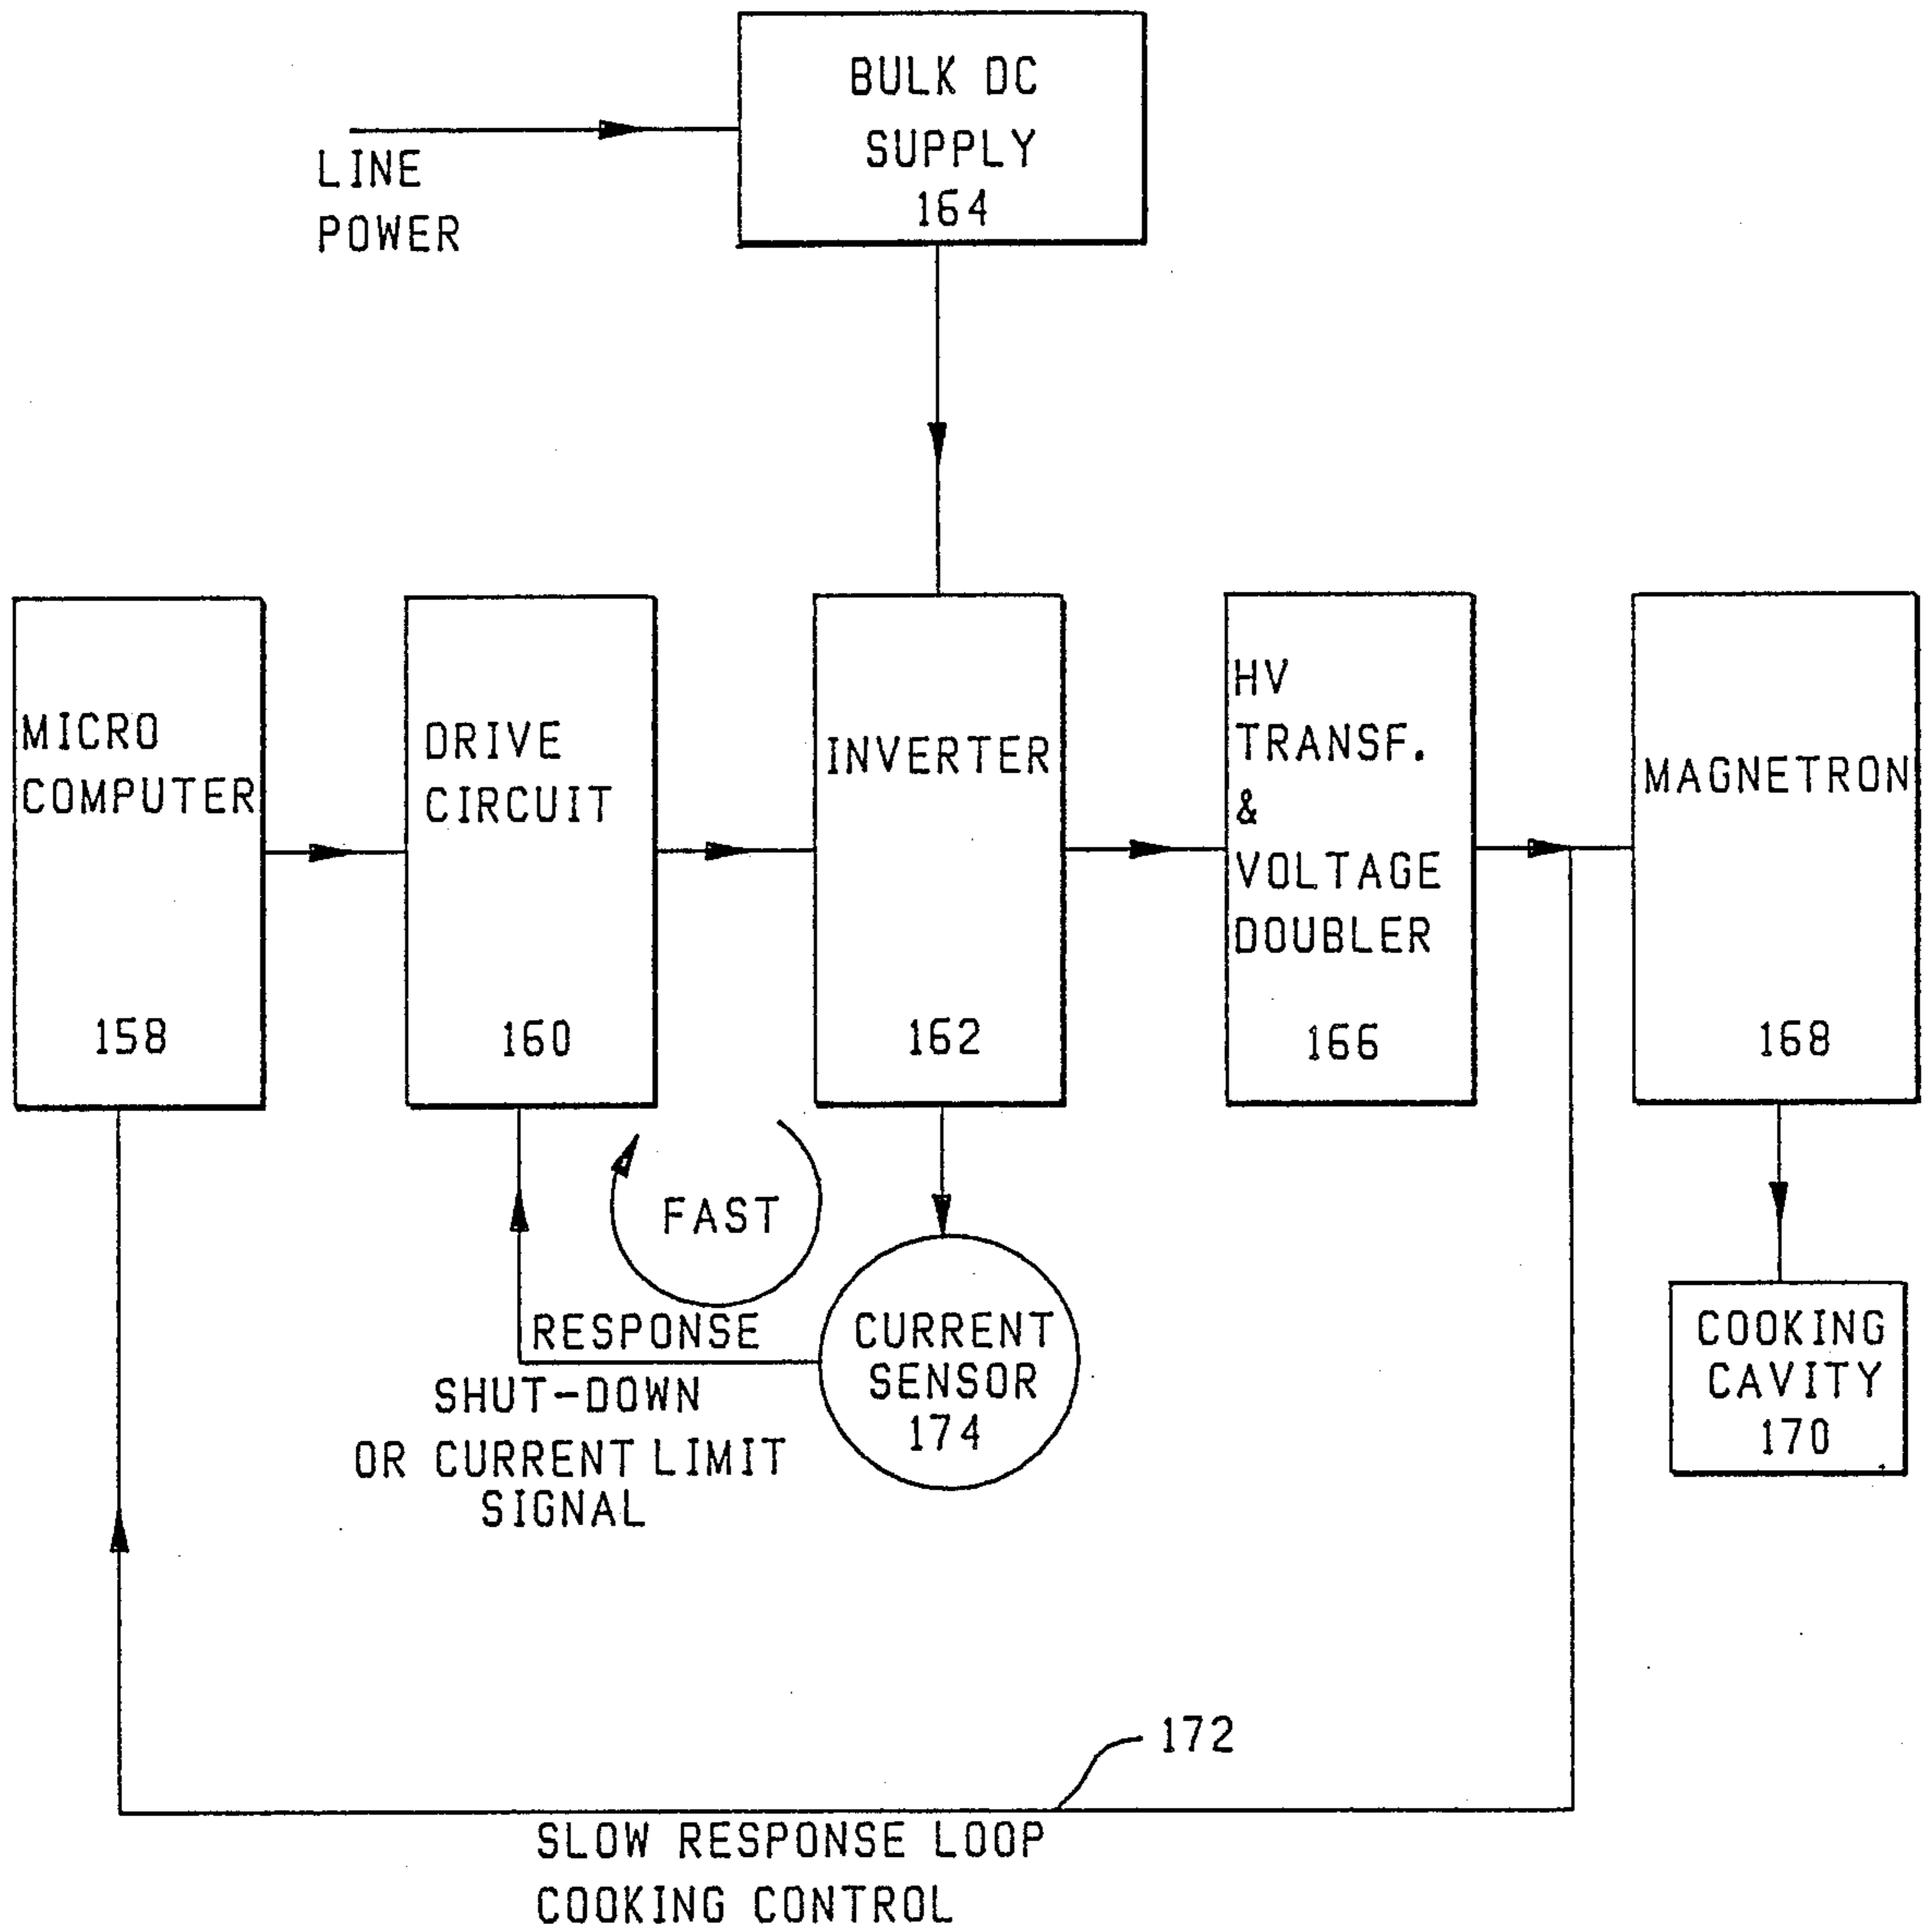 BULK DC
SUPPLY
164
LINE
POWER
MICRO
COMPUTER
158
DRIVE
CIRCUIT
160
INVERTER
162
HV
TRANSF.
&
VOLTAGE
DOUBLER
166
MAGNETRON
168
FAST
RESPONSE
SHUT-DOWN
OR CURRENT LIMIT
SIGNAL
CURRENT
SENSOR
174
COOKING
CAVITY
170
172
SLOW RESPONSE LOOP
COOKING CONTROL